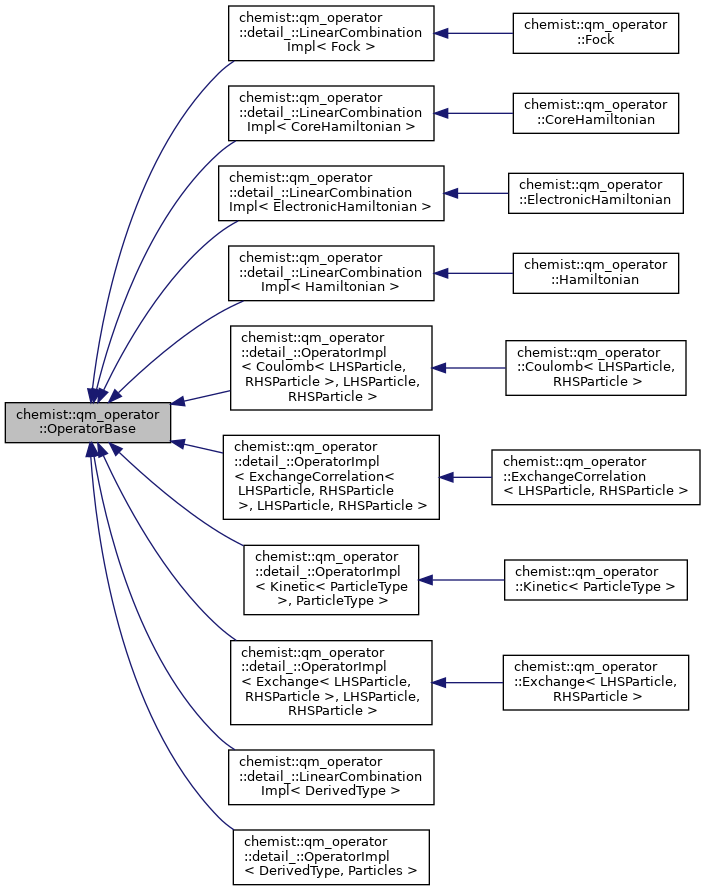 chemist::qm_operator
::detail_::LinearCombination
Impl< Fock >
chemist::qm_operator
::Fock
chemist::qm_operator
::detail_::LinearCombination
Impl< CoreHamiltonian >
chemist::qm_operator
::CoreHamiltonian
chemist::qm_operator
::detail_::LinearCombination
Impl< ElectronicHamiltonian >
chemist::qm_operator
::ElectronicHamiltonian
chemist::qm_operator
::detail_::LinearCombination
Impl< Hamiltonian >
chemist::qm_operator
::Hamiltonian
chemist::qm_operator
::detail_::OperatorImpl
< Coulomb< LHSParticle,
RHSParticle >, LHSParticle,
RHSParticle >
chemist::qm_operator
::Coulomb< LHSParticle,
RHSParticle >
chemist::qm_operator
::OperatorBase
chemist::qm_operator
::detail_::OperatorImpl
< ExchangeCorrelation<
LHSParticle, RHSParticle
>, LHSParticle, RHSParticle >
chemist::qm_operator
::ExchangeCorrelation
< LHSParticle, RHSParticle >
chemist::qm_operator
::detail_::OperatorImpl
< Kinetic< ParticleType
>, ParticleType >
chemist::qm_operator
::Kinetic< ParticleType >
chemist::qm_operator
::detail_::OperatorImpl
< Exchange< LHSParticle,
RHSParticle >, LHSParticle,
RHSParticle >
chemist::qm_operator
::Exchange< LHSParticle,
RHSParticle >
chemist::qm_operator
::detail_::LinearCombination
Impl< DerivedType >
chemist::qm_operator
::detail_::OperatorImpl
< DerivedType, Particles >